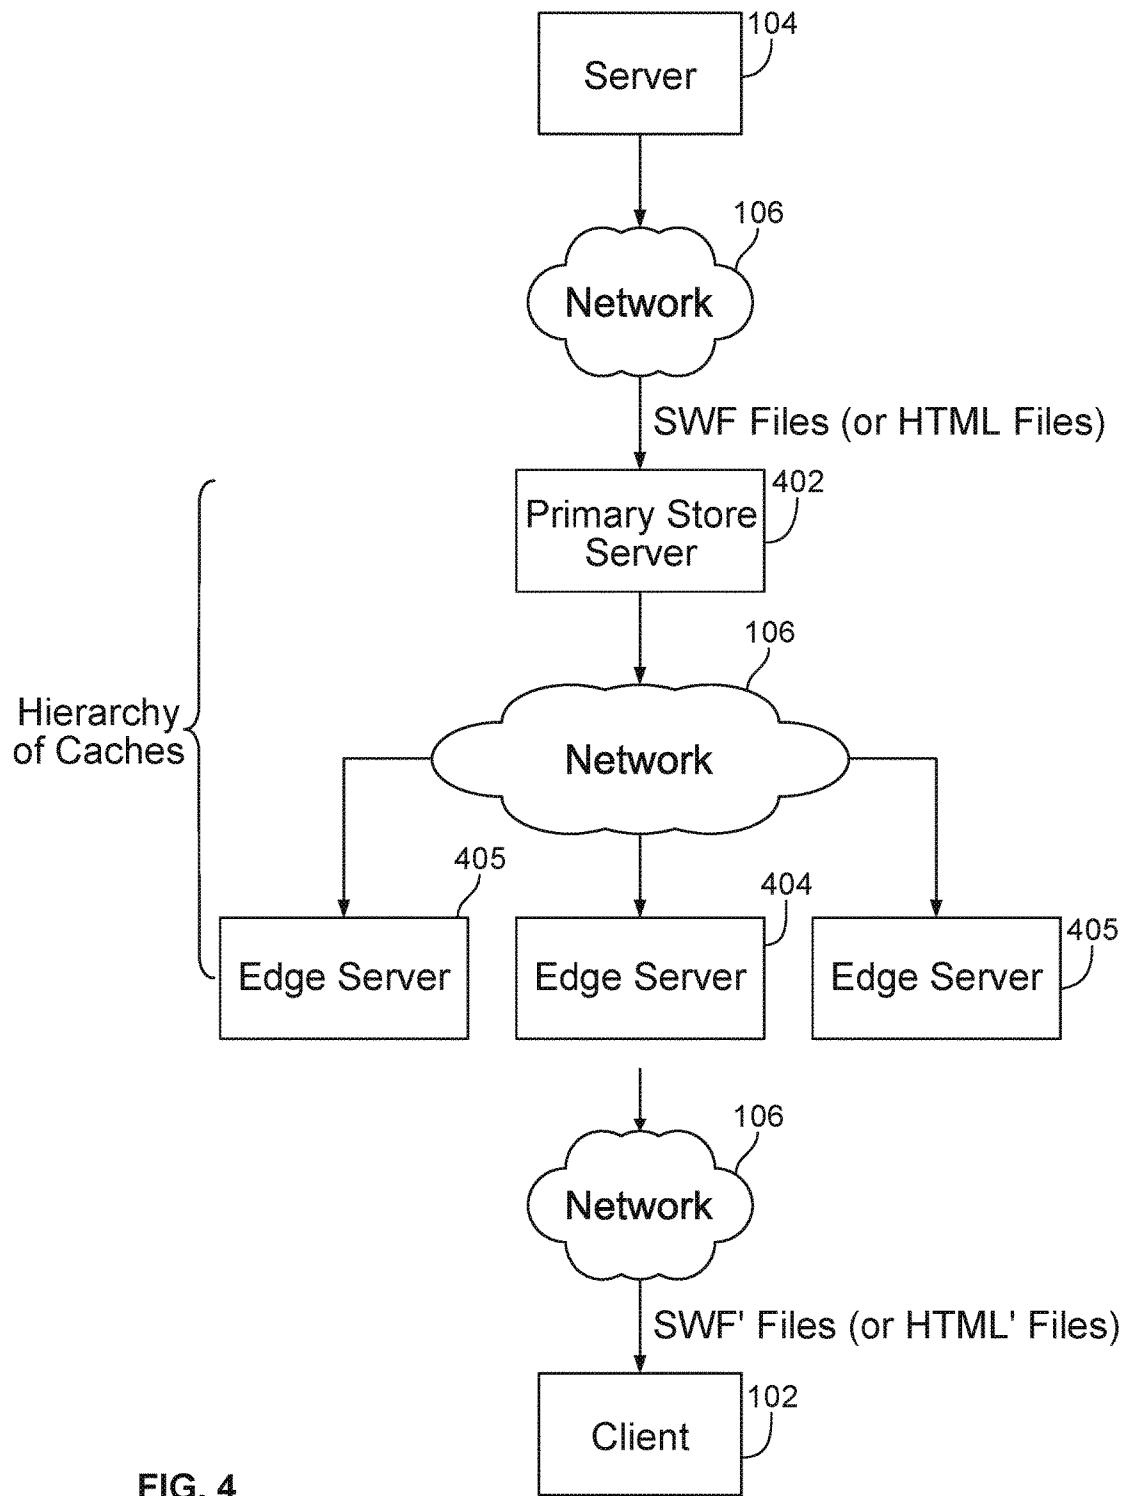 104
Server
106
Network
SWF Files (or HTML Files)
402
Primary Store
Server
106
Hierarchy
of Caches
Network
405
404
405
Edge Server
Edge Server
Edge Server
106
Network
SWF' Files (or HTML' Files)
102
Client
FIG. 4